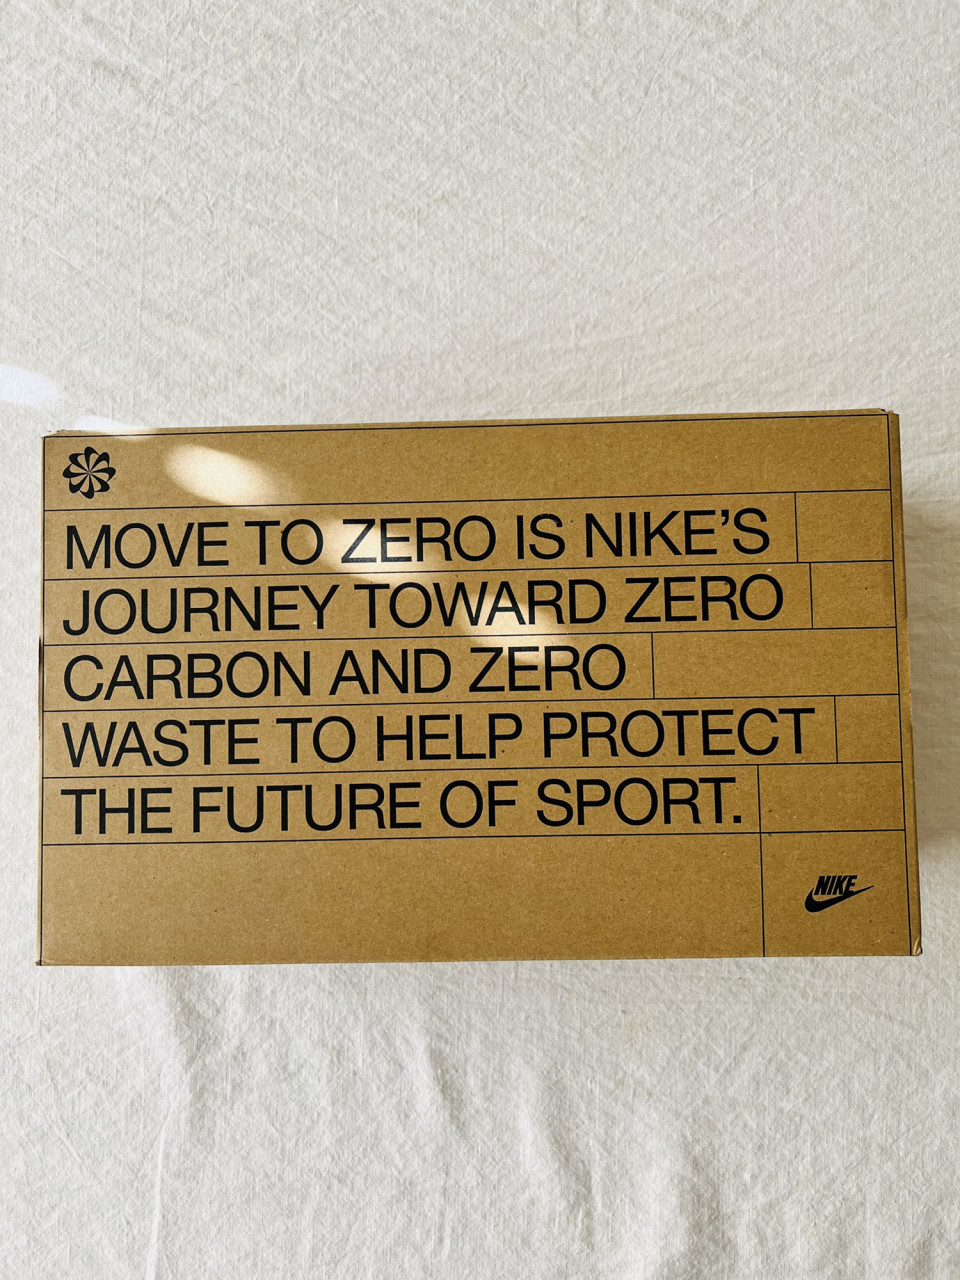 MOVE TO ZERO IS NIKE’S
JOURNEY TOWARD ZERO
CARBON AND ZERO
WASTE TO HELP PROTECT
THE FUTURE OF SPORT.
NIKE